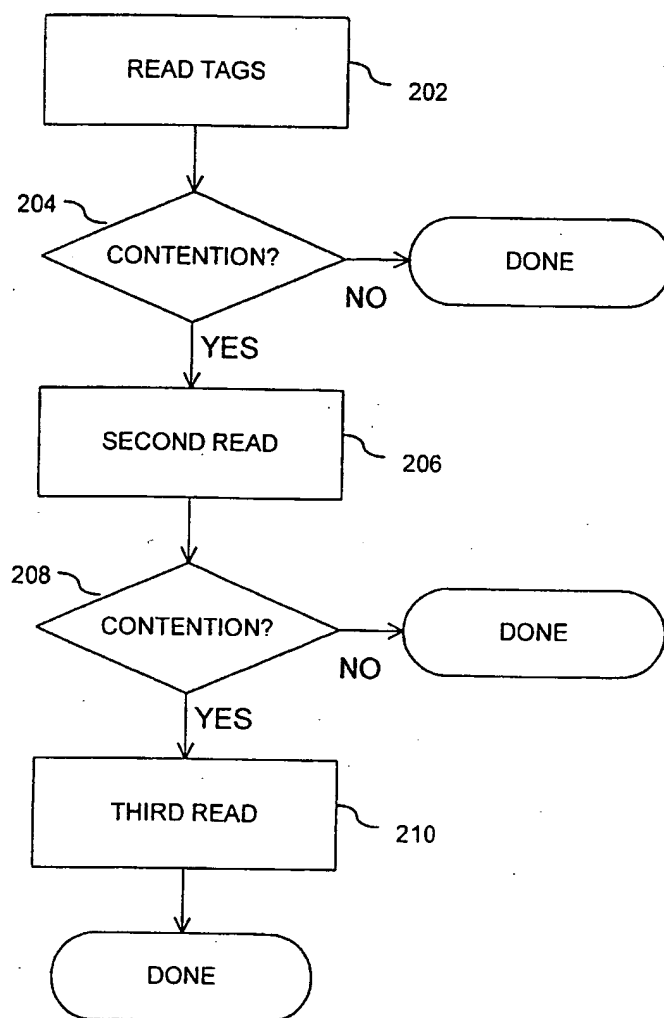 READ TAGS
202
204
CONTENTION?
DONE
NO
YES
SECOND READ
206
208
CONTENTION?
DONE
NO
YES
THIRD READ
210
DONE